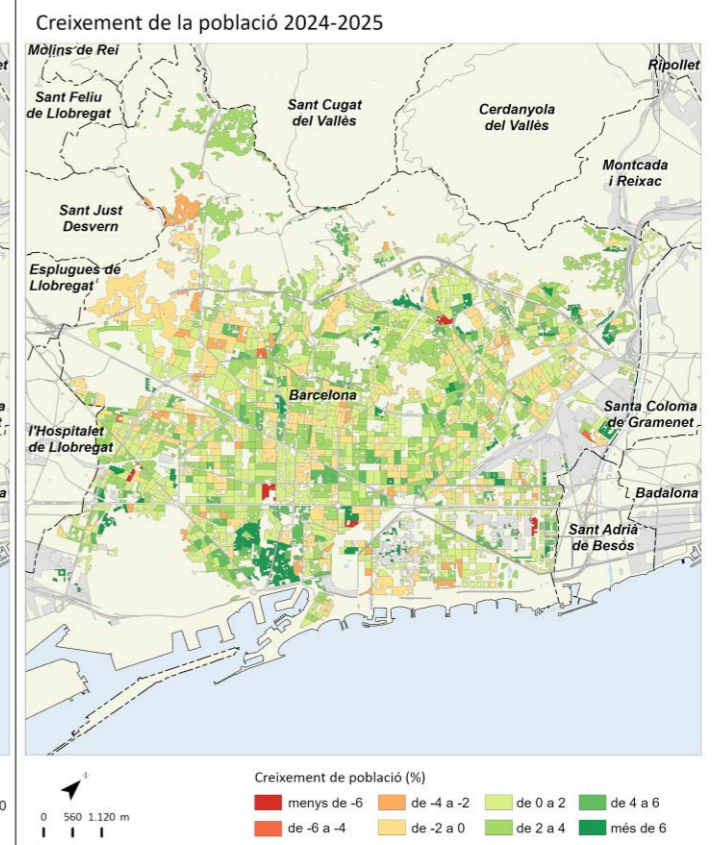 Creixement de la població 2024-2025
Molins de Rei
Ripollet
Sant Feliu
de Llobregat
Sant Cugat
del Vallès
Cerdanyola
del Vallès
Montcada
i Reixac
Sant Just
Desvern
Esplugues de
Llobregat
Barcelona
Santa Coloma
de Gramenet
l'Hospitalet
de Llobregat
Badalona
Sant Adrià
de Besòs
Creixement de població (%)
menys de -6
de -4 a -2
de 0 a 2
de 4 a 6
de -6 a -4
de -2 a 0
de 2 a 4
més de 6
0 560 1.120 m